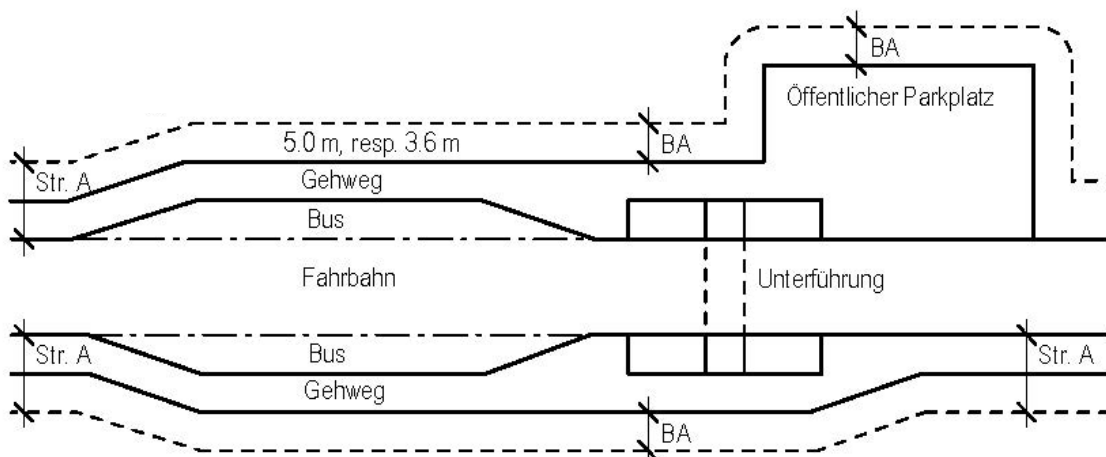 BA
Öffentlicher Parkplatz
5.0 m, resp. 3.6 m
BA
Str. A
Gehweg
Bus
Fahrbahn
Unterführung
Str. A
Bus
Str. A
Gehweg
BA